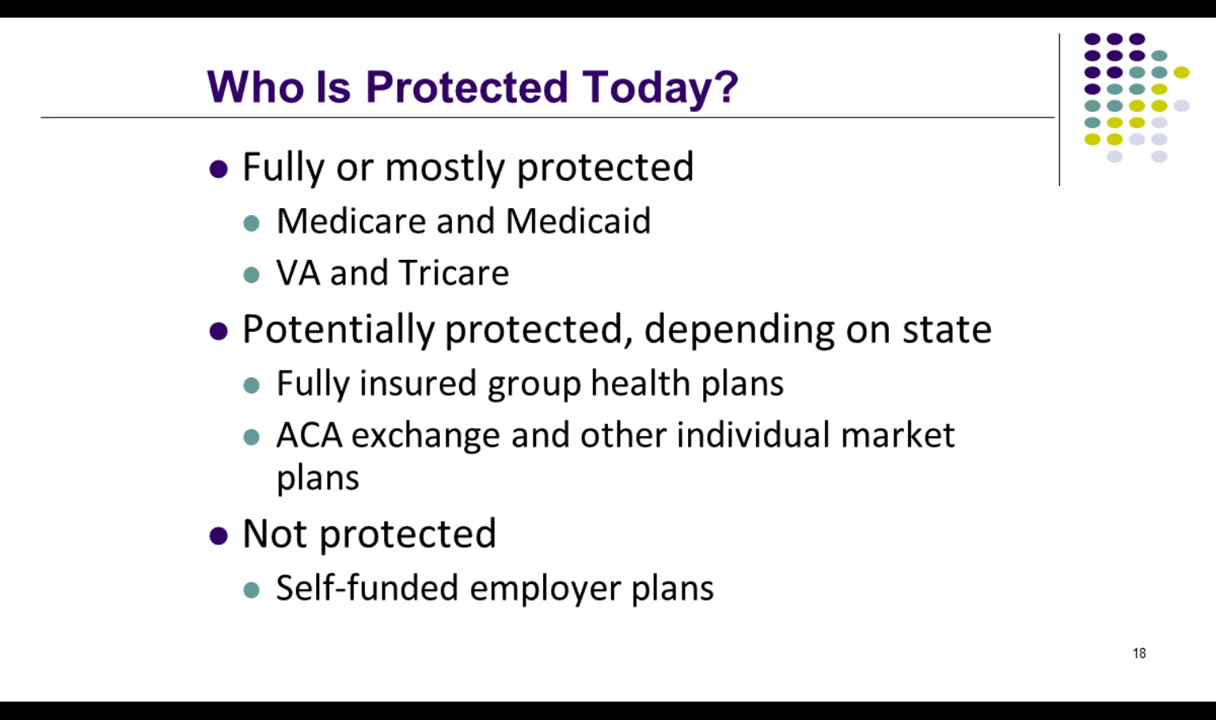 Who Is Protected Today?
Fully or mostly protected
Medicare and Medicaid
VA and Tricare
Potentially protected, depending on state
Fully insured group health plans
ACA exchange and other individual market
plans
Not protected
Self-funded employer plans
18